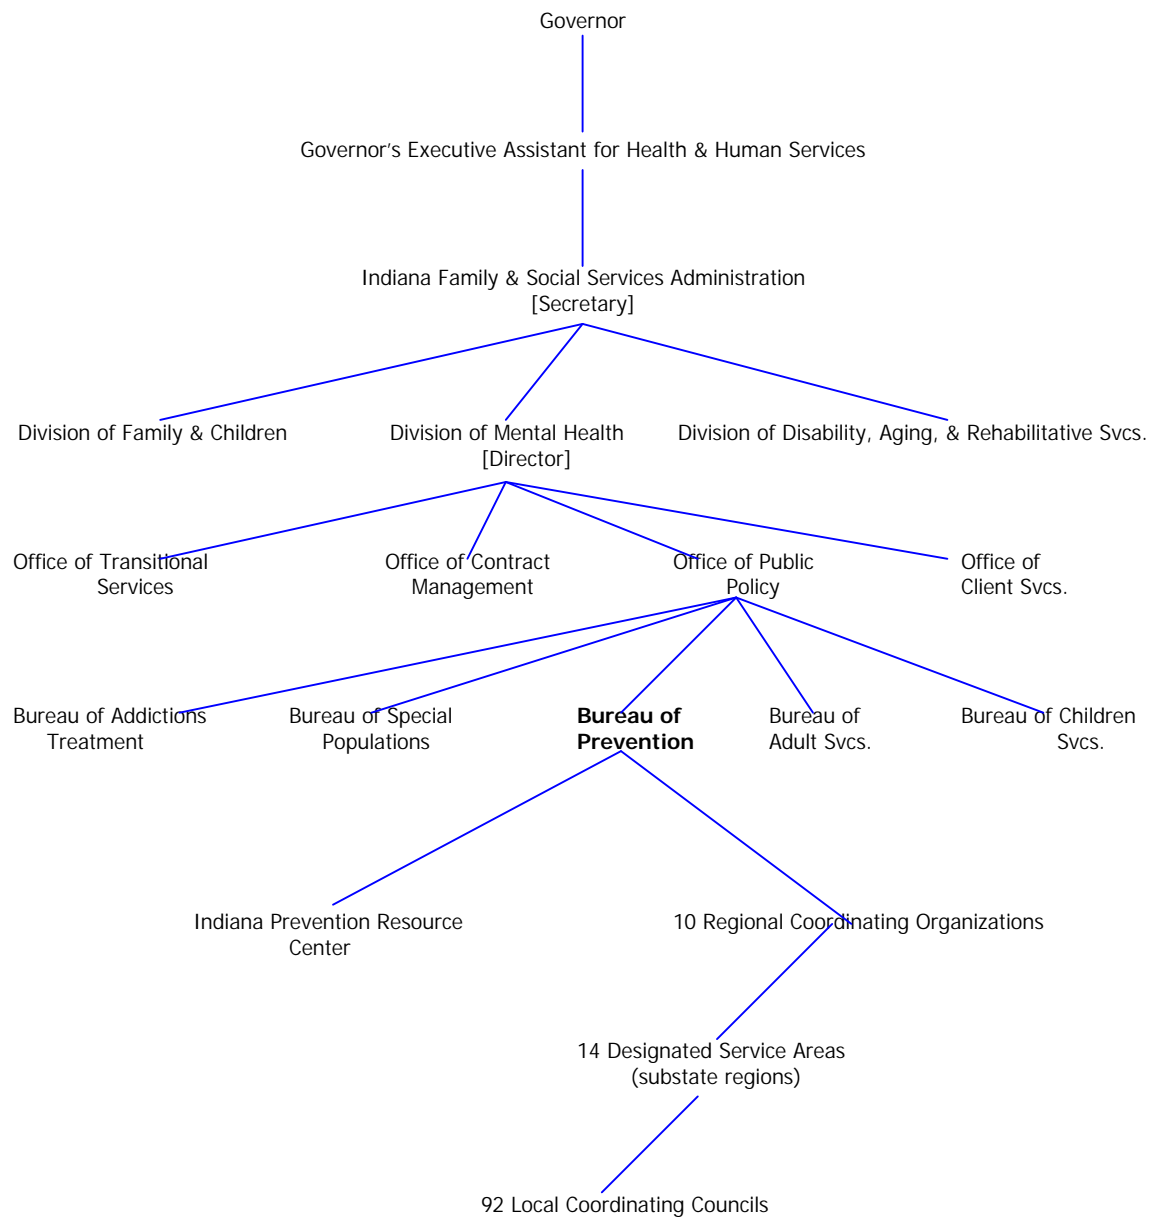 Governor
Governor's Executive Assistant for Health & Human Services
Indiana Family & Social Services Administration
[Secretary]
Division of Family & Children
Division of Mental Health
[Director]
Division of Disability, Aging, & Rehabilitative Svcs.
Office of Transitional
Services
Office of Contract
Management
Office of Public
Policy
Office of
Client Svcs.
Bureau of Addictions
Treatment
Bureau of Special
Populations
Bureau of
Prevention
Bureau of
Adult Svcs.
Bureau of Children
Svcs.
Indiana Prevention Resource
Center
10 Regional Coordinating Organizations
14 Designated Service Areas
(substate regions)
92 Local Coordinating Councils